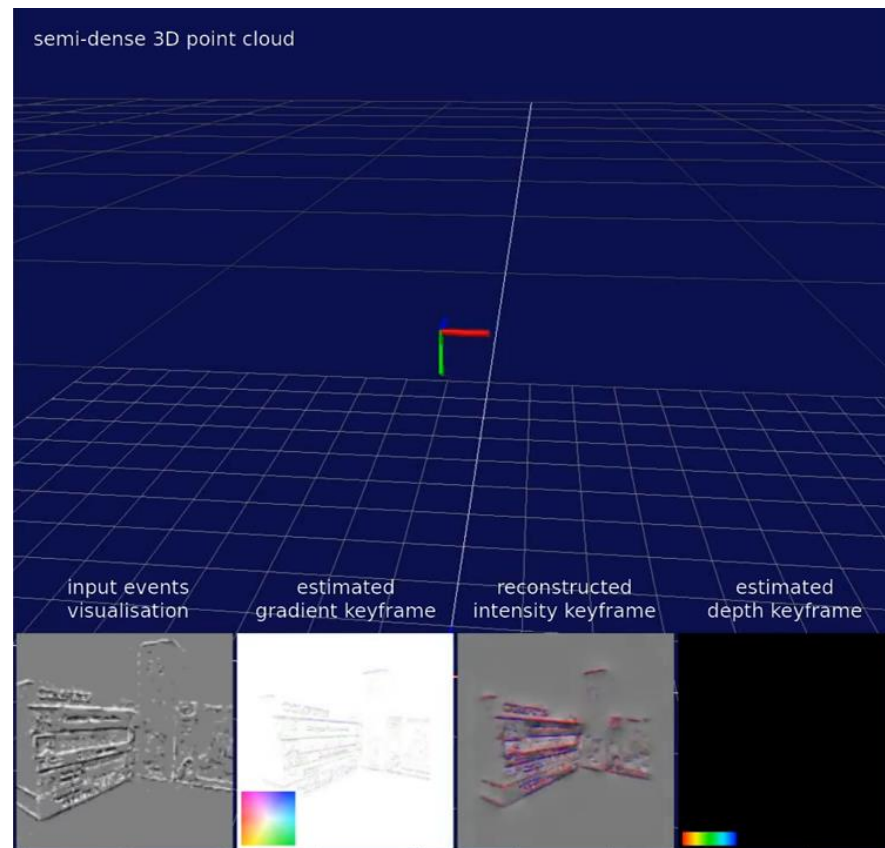 semi-dense 3D point cloud
input events
visualisation
estimated
gradient keyframe
reconstructed
intensity keyframe
estimated
depth keyframe